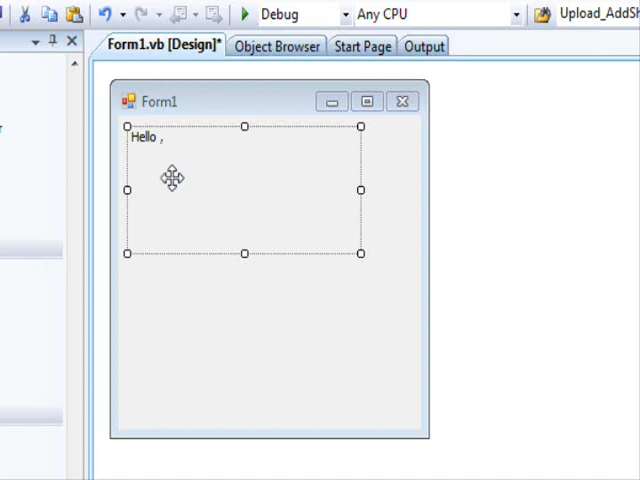 Debug Any CPU Upload_AddSh
Form1.vb [Design]* Object Browser Start Page Output
Form1
Hello ,